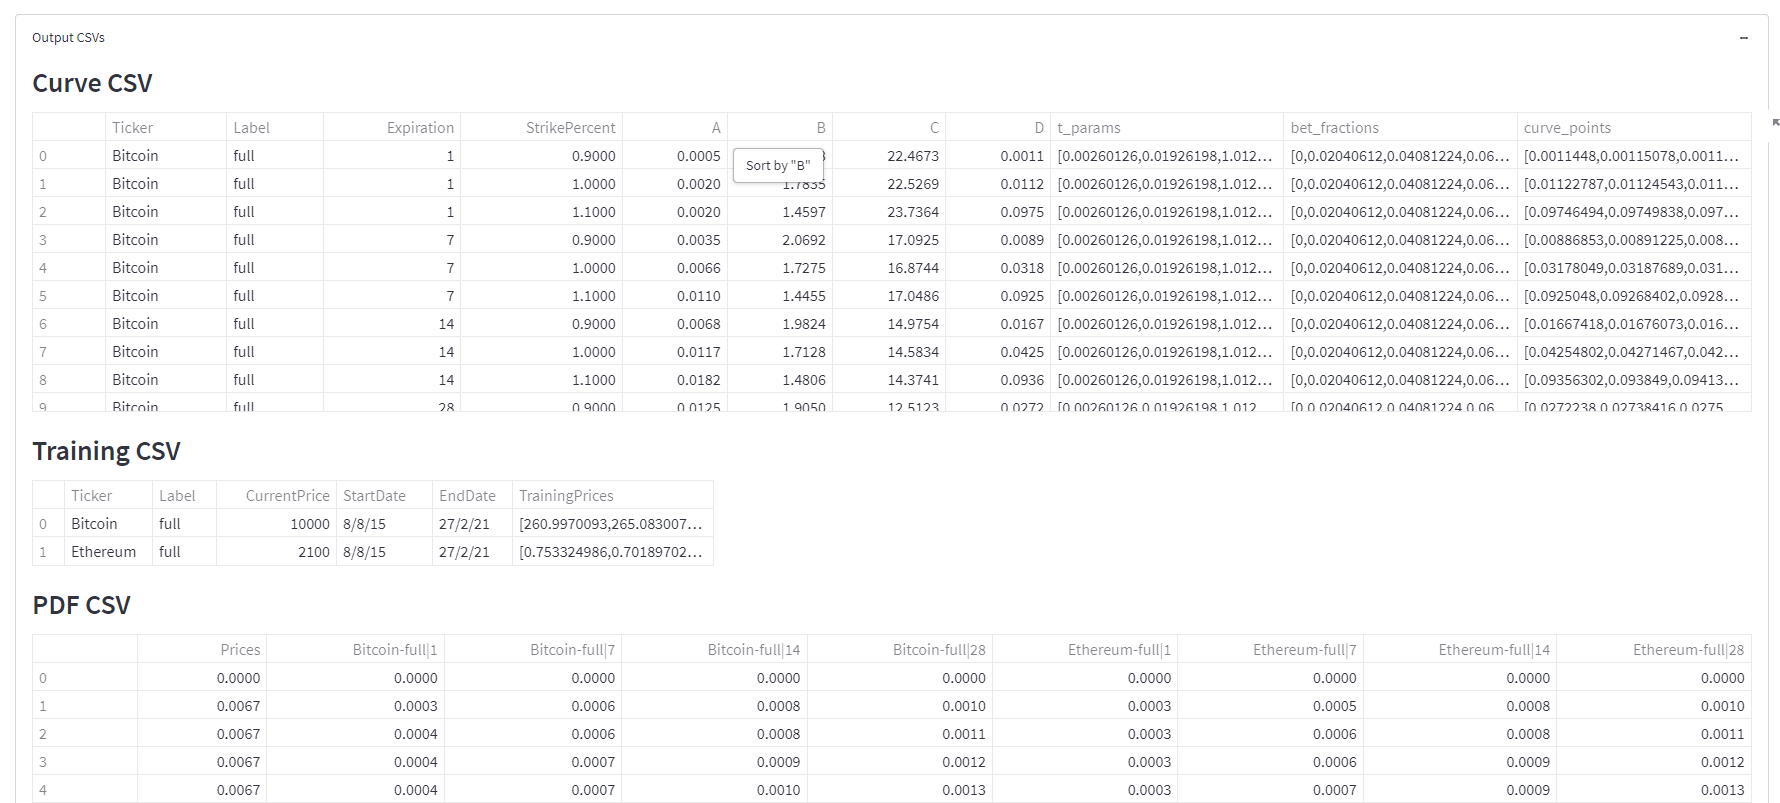 Output CSVs
Curve CSV
Ticker Label Expiration StrikePercent A B C D t_params bet_fractions curve_points
0 Bitcoin full 1 0.9000 0.0005 22.4673 0.0011 [0.00260126,0.01926198,1.012... [0,0.02040612,0.04081224,0.06... [0.0011448,0.00115078,0.0011...
Sort by "B"
1 Bitcoin full 1 1.0000 0.0020 1.7835 22.5269 0.0112 [0.00260126,0.01926198,1.012... [0,0.02040612,0.04081224,0.06... [0.01122787,0.01124543,0.011...
2 Bitcoin full 1 1.1000 0.0020 1.4597 23.7364 0.0975 [0.00260126,0.01926198,1.012... [0,0.02040612,0.04081224,0.06... [0.09746494,0.09749838,0.097...
3 Bitcoin full 7 0.9000 0.0035 2.0692 17.0925 0.0089 [0.00260126,0.01926198,1.012... [0,0.02040612,0.04081224,0.06... [0.00886853,0.00891225,0.008...
4 Bitcoin full 7 1.0000 0.0066 1.7275 16.8744 0.0318 [0.00260126,0.01926198,1.012... [0,0.02040612,0.04081224,0.06... [0.03178049,0.03187689,0.031...
5 Bitcoin full 7 1.1000 0.0110 1.4455 17.0486 0.0925 [0.00260126,0.01926198,1.012... [0,0.02040612,0.04081224,0.06... [0.0925048,0.09268402,0.0928...
6 Bitcoin full 14 0.9000 0.0068 1.9824 14.9754 0.0167 [0.00260126,0.01926198,1.012... [0,0.02040612,0.04081224,0.06... [0.01667418,0.01676073,0.016...
7 Bitcoin full 14 1.0000 0.0117 1.7128 14.5834 0.0425 [0.00260126,0.01926198,1.012... [0,0.02040612,0.04081224,0.06... [0.04254802,0.04271467,0.042...
8 Bitcoin full 14 1.1000 0.0182 1.4806 14.3741 0.0936 [0.00260126,0.01926198,1.012... [0,0.02040612,0.04081224,0.06... [0.09356302,0.093849,0.09413...
9 Bitcoin full 28 0.9000 0.0125 1.9050 12.5123 0.0272 [0.00260126,0.01926198,1.012... [0,0.02040612,0.04081224,0.06... [0.0272238,0.02738416,0.0275...
Training CSV
Ticker Label CurrentPrice StartDate EndDate TrainingPrices
0 Bitcoin full 10000 8/8/15 27/2/21 [260.9970093,265.083007...
1 Ethereum full 2100 8/8/15 27/2/21 [0.753324986,0.70189702...
PDF CSV
Prices Bitcoin-full|1 Bitcoin-full|7 Bitcoin-full|14 Bitcoin-full|28 Ethereum-full|1 Ethereum-full|7 Ethereum-full|14 Ethereum-full|28
0 0.0000 0.0000 0.0000 0.0000 0.0000 0.0000 0.0000 0.0000 0.0000
1 0.0067 0.0003 0.0006 0.0008 0.0010 0.0003 0.0005 0.0008 0.0010
2 0.0067 0.0004 0.0006 0.0008 0.0011 0.0003 0.0006 0.0008 0.0011
3 0.0067 0.0004 0.0007 0.0009 0.0012 0.0003 0.0006 0.0009 0.0012
4 0.0067 0.0004 0.0007 0.0010 0.0013 0.0003 0.0007 0.0009 0.0013